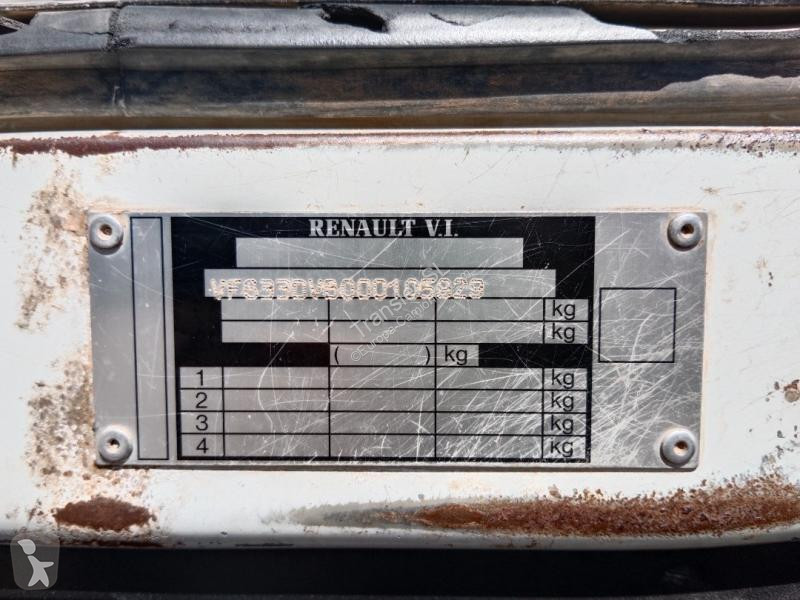 RENAULT V.I.
VF633DVB000105829
kg
kg
( ) kg
1 kg
2 kg
3 kg
4 kg